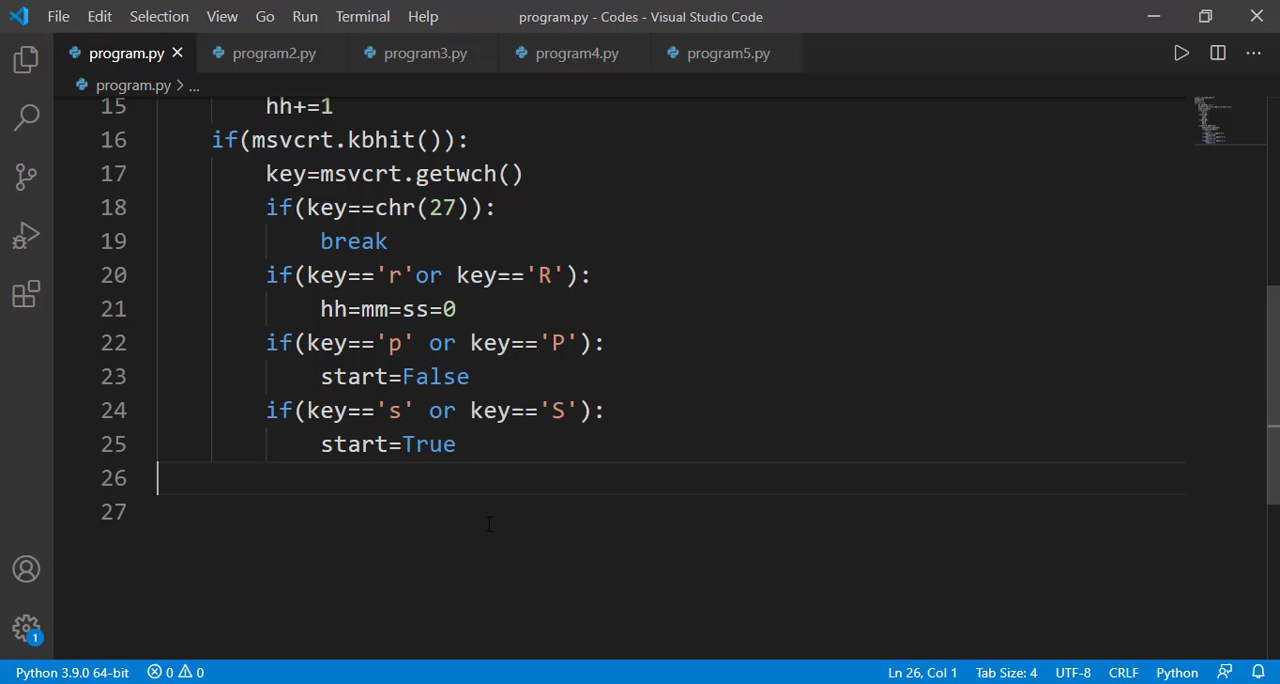 File Edit Selection View Go Run Terminal Help program.py - Codes - Visual Studio Code
program.py program2.py program3.py program4.py program5.py
program.py > ...
15 hh+=1
16 if(msvcrt.kbhit()):
17 key=msvcrt.getwch()
18 if(key==chr(27)):
19 break
20 if(key=='r'or key=='R'):
21 hh=mm=ss=0
22 if(key=='p' or key=='P'):
23 start=False
24 if(key=='s' or key=='S'):
25 start=True
26
27
1
Python 3.9.0 64-bit 0 0 Ln 26, Col 1 Tab Size: 4 UTF-8 CRLF Python